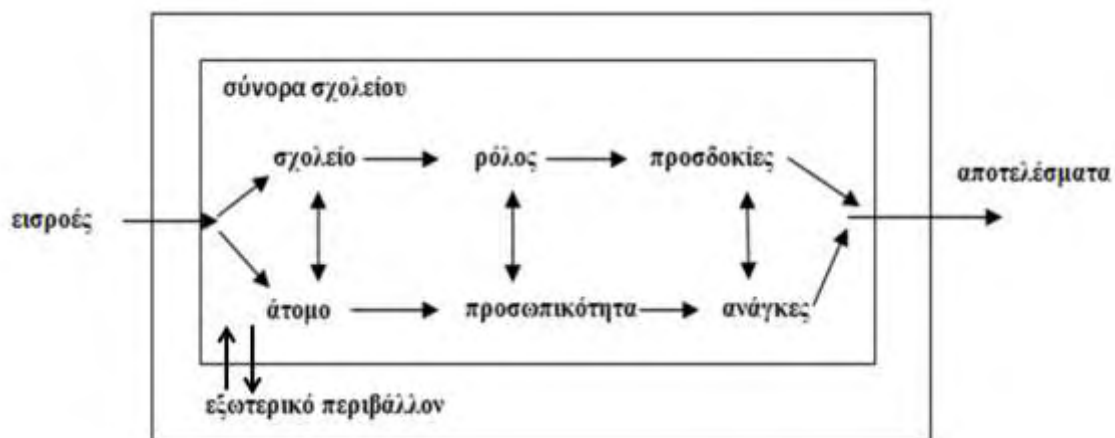 σύνορα σχολείου
σχολείο ρόλος προσδοκίες
αποτελέσματα
εισροές
άτομο προσωπικότητα ανάγκες
εξωτερικό περιβάλλον